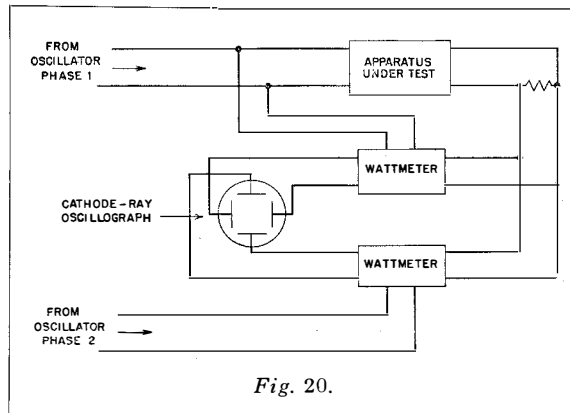 FROM
OSCILLATOR
PHASE 1
APPARATUS
UNDER TEST
WATTMETER
CATHODE-RAY
OSCILLOGRAPH
WATTMETER
FROM
OSCILLATOR
PHASE 2
Fig. 20.